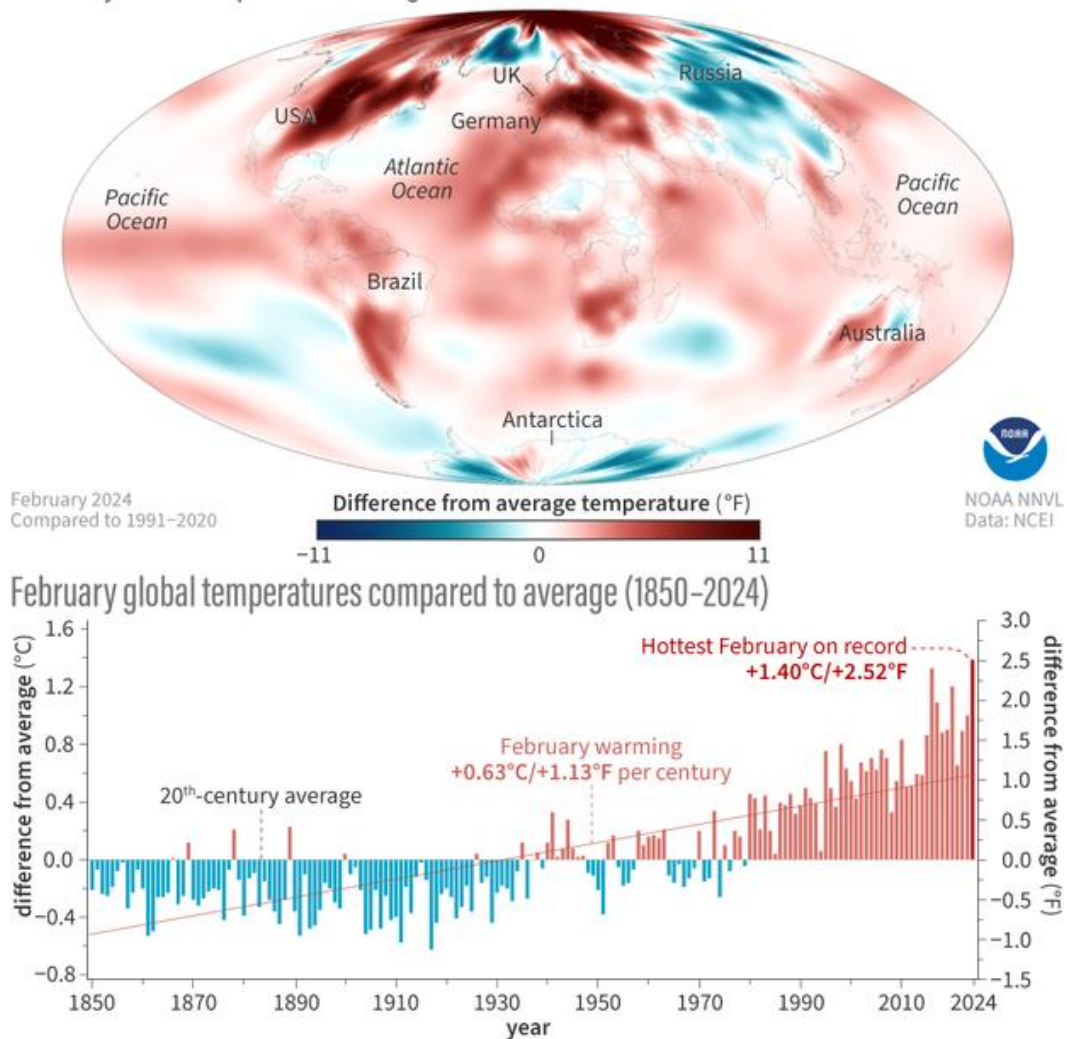 UK
Russia
USA
Germany
Atlantic
Ocean
Pacific
Ocean
Pacific
Ocean
Brazil
Australia
Antarctica
NOAA
February 2024
Compared to 1991–2020
Difference from average temperature (°F)
−11
0
11
NOAA NNVL
Data: NCEI
February global temperatures compared to average (1850–2024)
difference from average (°C)
1.6
1.2
0.8
0.4
0.0
−0.4
−0.8
Hottest February on record
+1.40°C/+2.52°F
February warming
+0.63°C/+1.13°F per century
20th-century average
3.0
2.5
2.0
1.5
1.0
0.5
0.0
−0.5
−1.0
−1.5
difference from average (°F)
1850
1870
1890
1910
1930
1950
1970
1990
2010
2024
year